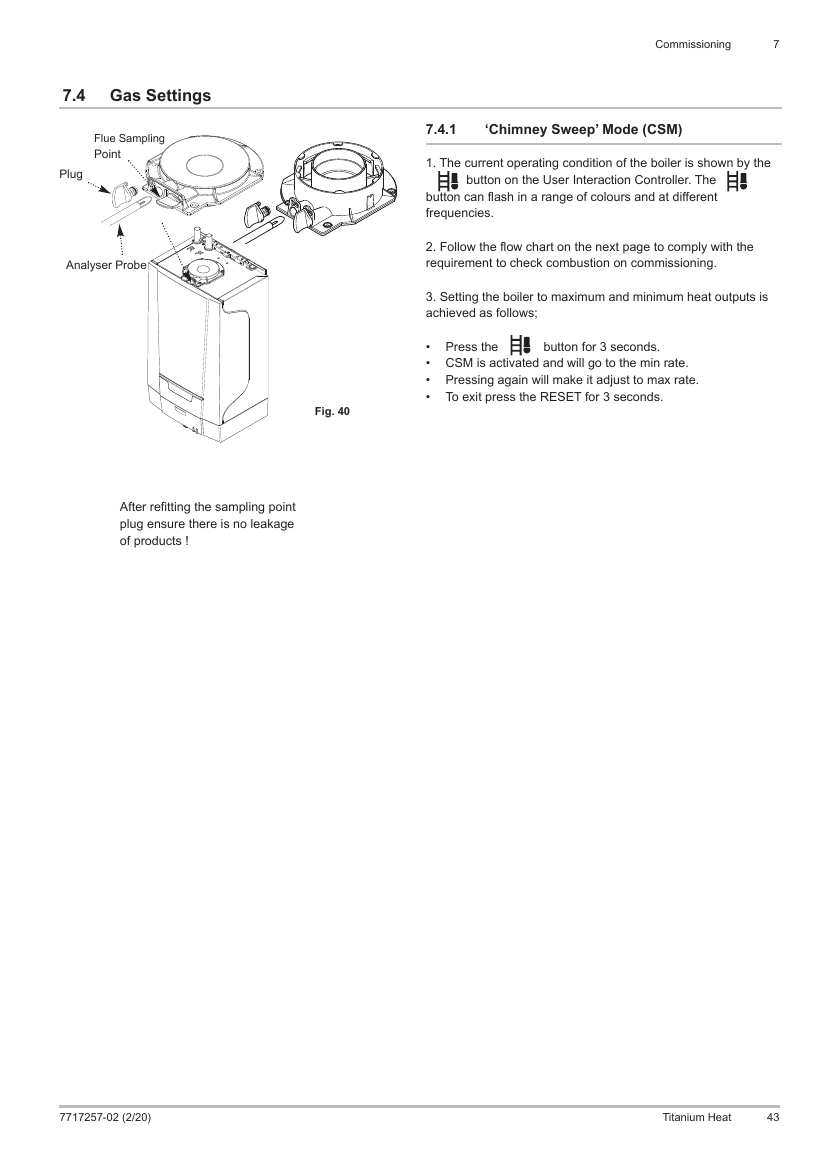 Commissioning 7
7.4 Gas Settings
Flue Sampling
Point
Plug
Analyser Probe
Fig. 40
After refitting the sampling point
plug ensure there is no leakage
of products !
7.4.1 ‘Chimney Sweep’ Mode (CSM)
1. The current operating condition of the boiler is shown by the
button on the User Interaction Controller. The
button can flash in a range of colours and at different
frequencies.
2. Follow the flow chart on the next page to comply with the
requirement to check combustion on commissioning.
3. Setting the boiler to maximum and minimum heat outputs is
achieved as follows;
• Press the button for 3 seconds.
• CSM is activated and will go to the min rate.
• Pressing again will make it adjust to max rate.
• To exit press the RESET for 3 seconds.
7717257-02 (2/20) Titanium Heat 43